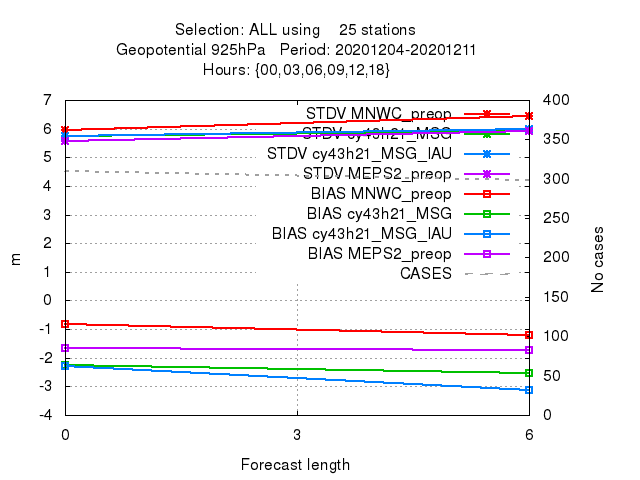 Selection: ALL using    25 stations
Geopotential 925hPa   Period: 20201204-20201211
Hours: {00,03,06,09,12,18}
7
6
5
4
3
2
1
0
-1
-2
-3
-4
m
400
350
300
250
200
150
100
50
0
No cases
STDV MNWC_preop
STDV cy43h21_MSG
STDV cy43h21_MSG_IAU
STDV MEPS2_preop
BIAS MNWC_preop
BIAS cy43h21_MSG
BIAS cy43h21_MSG_IAU
BIAS MEPS2_preop
CASES
0 3 6
Forecast length